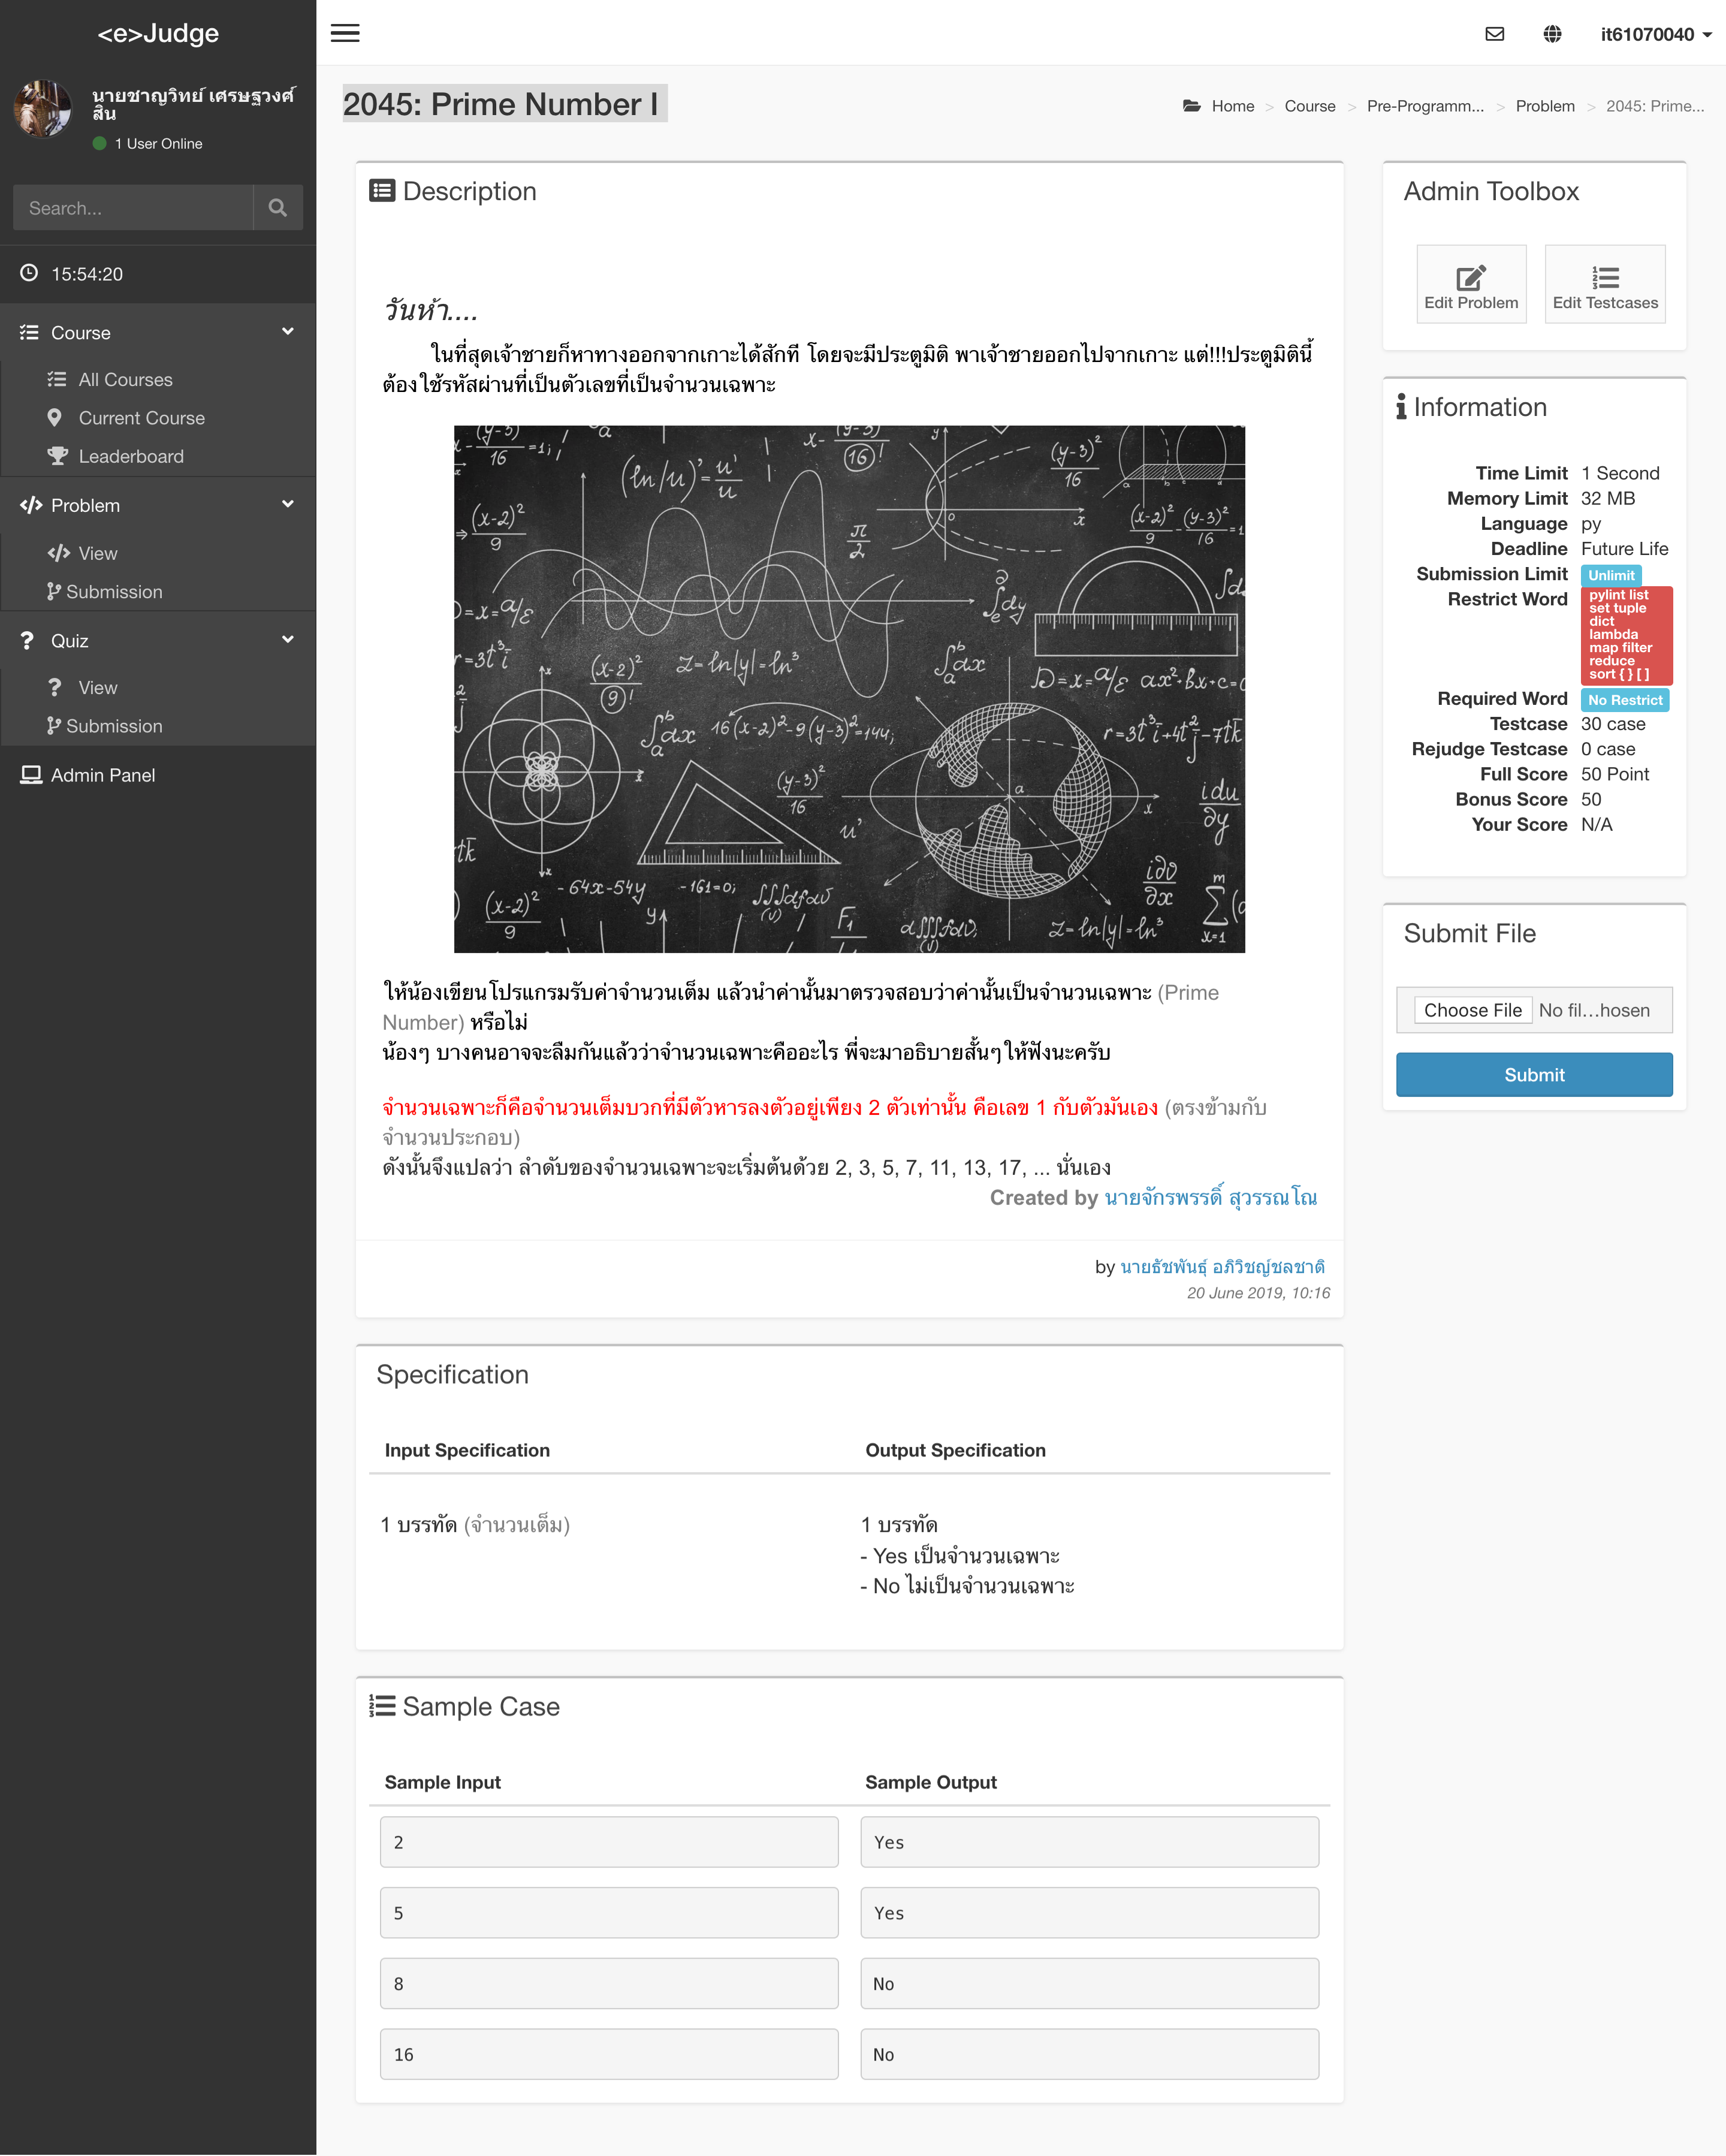 <e>Judge
นายชาญวิทย์ เศรษฐวงศ์
สิน
1 User Online
Search...
15:54:20
Course
All Courses
Current Course
Leaderboard
Problem
View
Submission
Quiz
View
Submission
Admin Panel
it61070040
2045: Prime Number I
Home > Course > Pre-Programm... > Problem > 2045: Prime...
Description
วันห้า....
ในที่สุดเจ้าชายก็หาทางออกจากเกาะได้สักที โดยจะมีประตูมิติ พาเจ้าชายออกไปจากเกาะ แต่!!!ประตูมิตินี้
ต้องใช้รหัสผ่านที่เป็นตัวเลขที่เป็นจำนวนเฉพาะ
ให้น้องเขียนโปรแกรมรับค่าจำนวนเต็ม แล้วนำค่านั้นมาตรวจสอบว่าค่านั้นเป็นจำนวนเฉพาะ (Prime
Number) หรือไม่
น้องๆ บางคนอาจจะลืมกันแล้วว่าจำนวนเฉพาะคืออะไร พี่จะมาอธิบายสั้นๆให้ฟังนะครับ
จำนวนเฉพาะก็คือจำนวนเต็มบวกที่มีตัวหารลงตัวอยู่เพียง 2 ตัวเท่านั้น คือเลข 1 กับตัวมันเอง (ตรงข้ามกับ
จำนวนประกอบ)
ดังนั้นจึงแปลว่า ลำดับของจำนวนเฉพาะจะเริ่มต้นด้วย 2, 3, 5, 7, 11, 13, 17, ... นั่นเอง
Created by นายจักรพรรดิ์ สุวรรณโณ
by นายธัชพันธุ์ อภิวิชญ์ชลชาติ
20 June 2019, 10:16
Specification
Input Specification
Output Specification
1 บรรทัด (จำนวนเต็ม)
1 บรรทัด
- Yes เป็นจำนวนเฉพาะ
- No ไม่เป็นจำนวนเฉพาะ
Sample Case
Sample Input
Sample Output
2
Yes
5
Yes
8
No
16
No
Admin Toolbox
Edit Problem
Edit Testcases
Information
Time Limit 1 Second
Memory Limit 32 MB
Language py
Deadline Future Life
Submission Limit Unlimit
Restrict Word pylint list
set tuple
dict
lambda
map filter
reduce
sort { } [ ]
Required Word No Restrict
Testcase 30 case
Rejudge Testcase 0 case
Full Score 50 Point
Bonus Score 50
Your Score N/A
Submit File
Choose File No fil...hosen
Submit